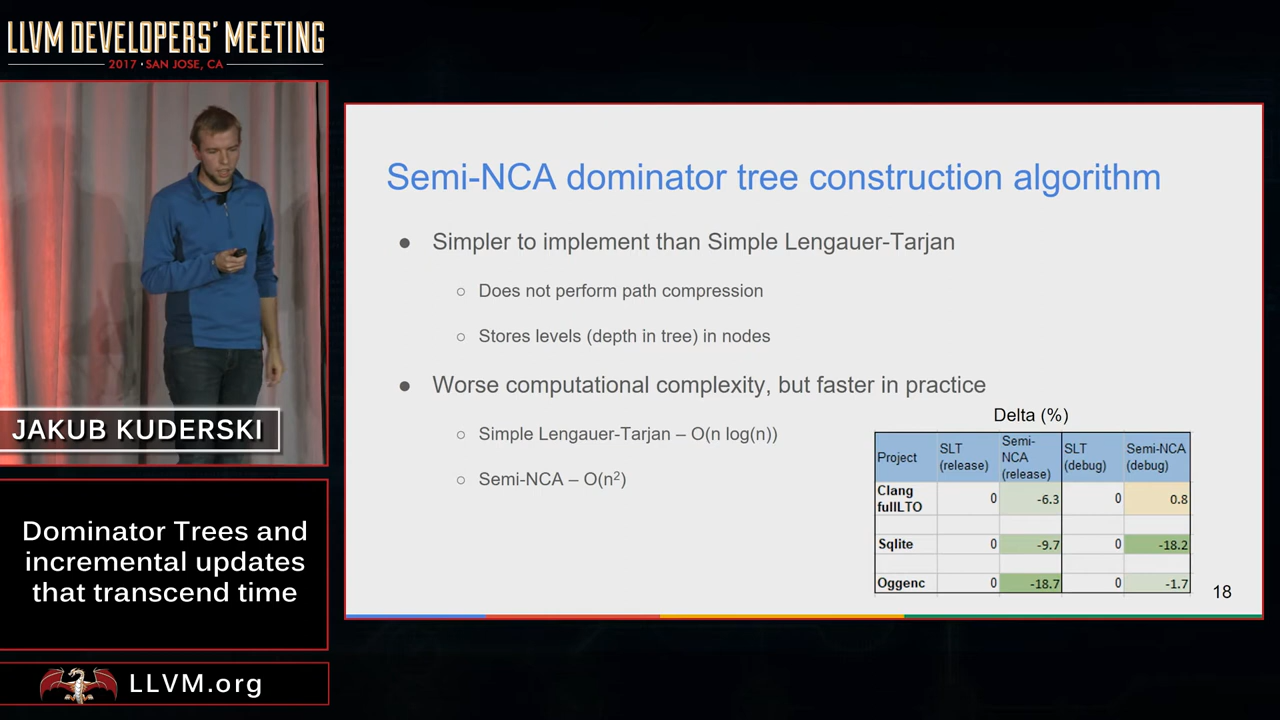 LLVM DEVELOPERS' MEETING
2017 · SAN JOSE, CA
JAKUB KUDERSKI
Dominator Trees and
incremental updates
that transcend time
LLVM.org
Semi-NCA dominator tree construction algorithm
● Simpler to implement than Simple Lengauer-Tarjan
○ Does not perform path compression
○ Stores levels (depth in tree) in nodes
● Worse computational complexity, but faster in practice
○ Simple Lengauer-Tarjan – O(n log(n))
○ Semi-NCA – O(n²)
Delta (%)
Project SLT (release) Semi-NCA (release) SLT (debug) Semi-NCA (debug)
Clang fullLTO 0 -6.3 0 0.8
Sqlite 0 -9.7 0 -18.2
Oggenc 0 -18.7 0 -1.7
18